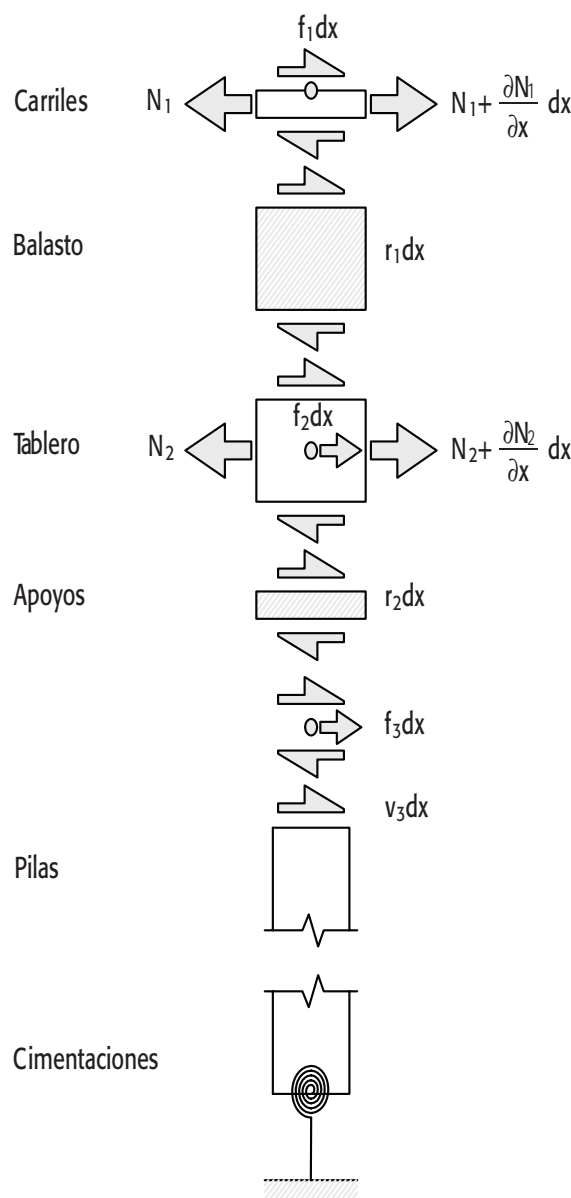 f₁dx
Carriles N₁ N₁+ ∂N₁/∂x dx
Balasto r₁dx
f₂dx
Tablero N₂ N₂+ ∂N₂/∂x dx
Apoyos r₂dx
f₃dx
v₃dx
Pilas
Cimentaciones